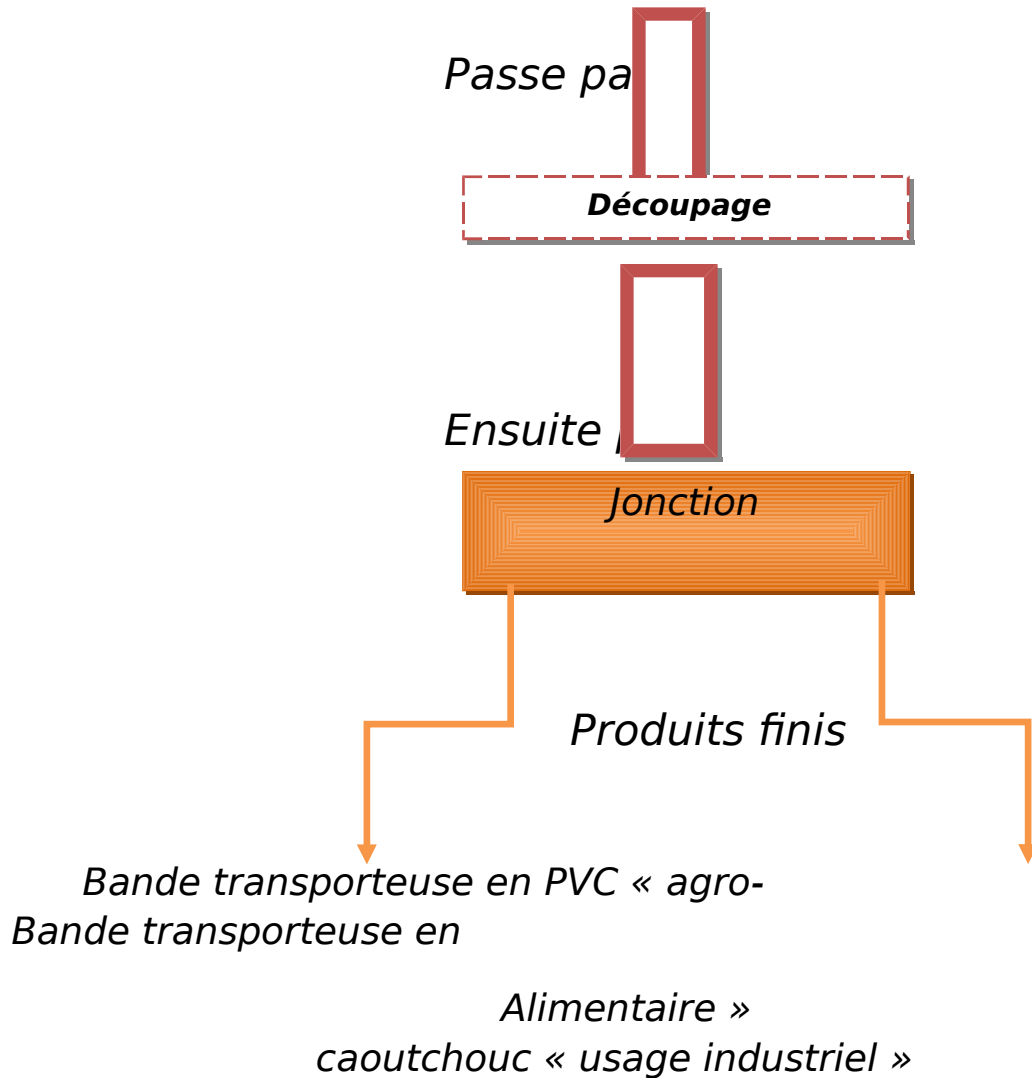 Passe pa
Découpage
Ensuite
Jonction
Produits finis
Bande transporteuse en PVC « agro-
Bande transporteuse en
Alimentaire »
caoutchouc « usage industriel »